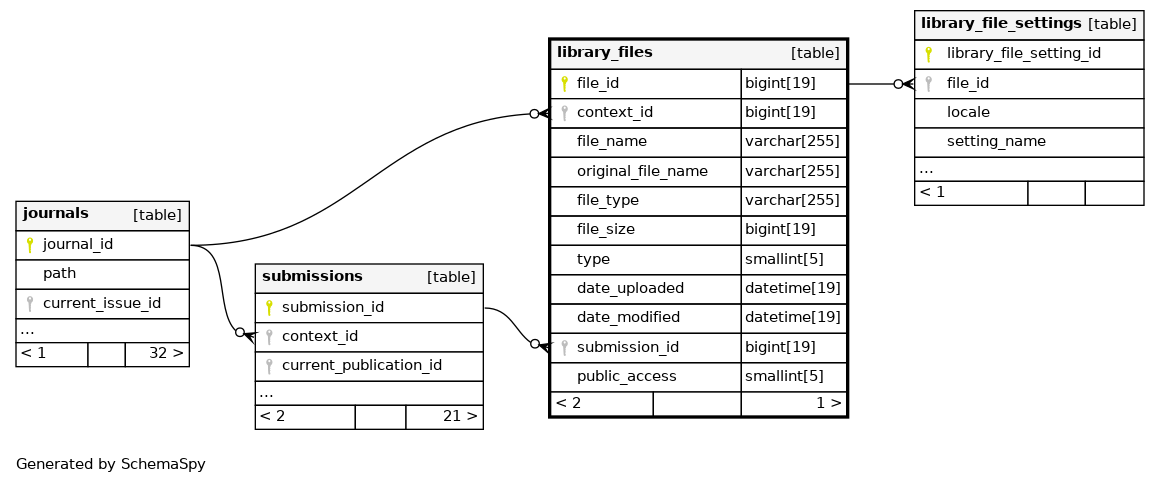 journals [table]
journal_id
path
current_issue_id
...
< 1 32 >
submissions [table]
submission_id
context_id
current_publication_id
...
< 2 21 >
library_files [table]
file_id bigint[19]
context_id bigint[19]
file_name varchar[255]
original_file_name varchar[255]
file_type varchar[255]
file_size bigint[19]
type smallint[5]
date_uploaded datetime[19]
date_modified datetime[19]
submission_id bigint[19]
public_access smallint[5]
< 2 1 >
library_file_settings [table]
library_file_setting_id
file_id
locale
setting_name
...
< 1
Generated by SchemaSpy